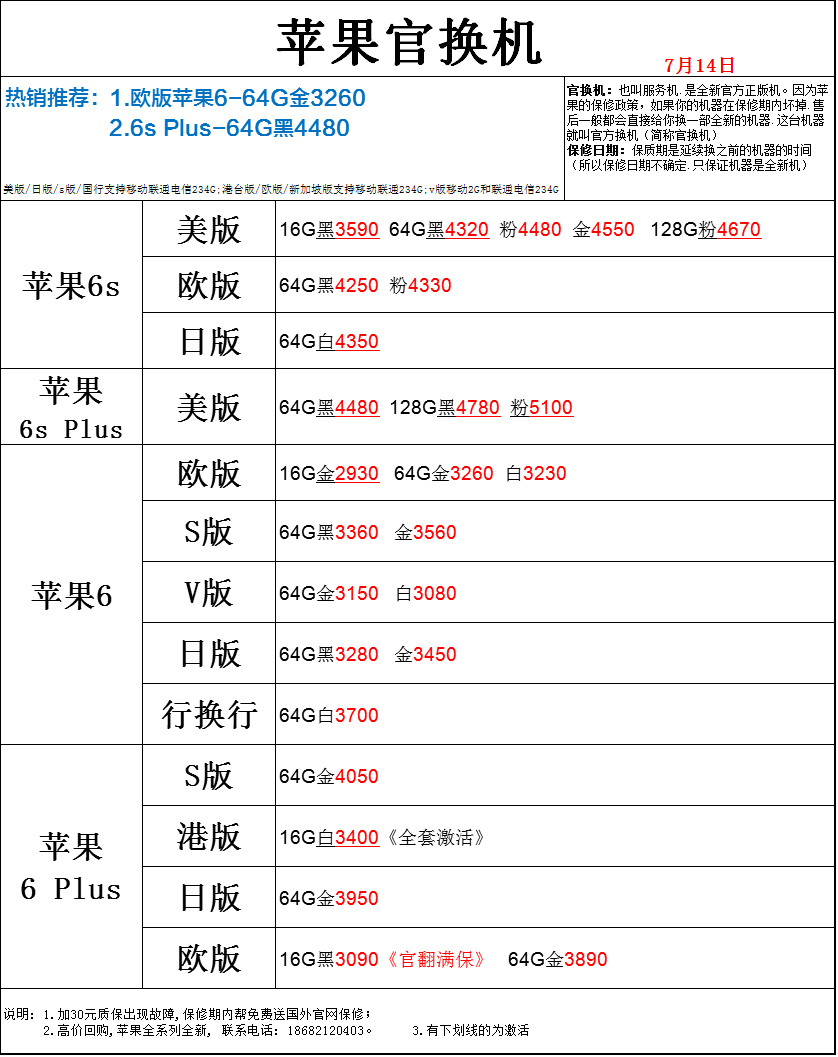 苹果官换机
7月14日
热销推荐：1.欧版苹果6-64G金3260
2.6s Plus-64G黑4480
美版/日版/s版/国行支持移动联通电信234G;港台版/欧版/新加坡版支持移动联通234G;v版移动2G和联通电信234G
官换机：也叫服务机.是全新官方正版机。因为苹
果的保修政策，如果你的机器在保修期内坏掉.售
后一般都会直接给你换一部全新的机器.这台机器
就叫官方换机（简称官换机）
保修日期：保质期是延续换之前的机器的时间
（所以保修日期不确定.只保证机器是全新机）
苹果6s
美版 16G黑3590 64G黑4320 粉4480 金4550 128G粉4670
欧版 64G黑4250 粉4330
日版 64G白4350
苹果
6s Plus
美版 64G黑4480 128G黑4780 粉5100
苹果6
欧版 16G金2930 64G金3260 白3230
S版 64G黑3360 金3560
V版 64G金3150 白3080
日版 64G黑3280 金3450
行换行 64G白3700
苹果
6 Plus
S版 64G金4050
港版 16G白3400《全套激活》
日版 64G金3950
欧版 16G黑3090《官翻满保》 64G金3890
说明：1.加30元质保出现故障,保修期内帮免费送国外官网保修；
2.高价回购,苹果全系列全新, 联系电话：18682120403。 3.有下划线的为激活